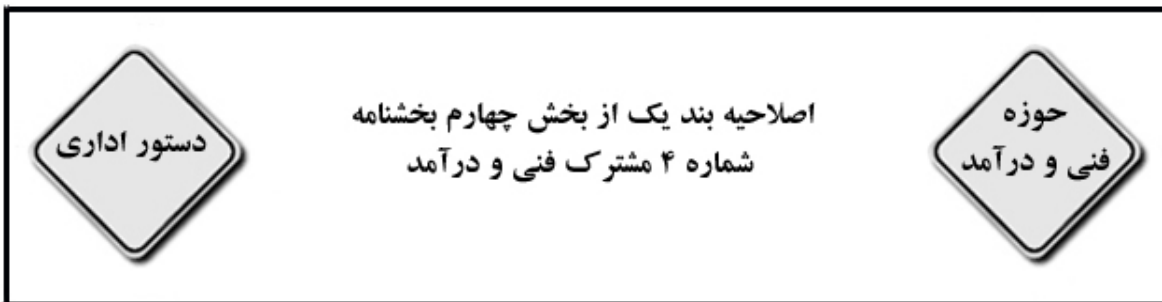 حوزه
فنی و درآمد
اصلاحیه بند یک از بخش چهارم بخشنامه
شماره ۴ مشترک فنی و درآمد
دستور اداری